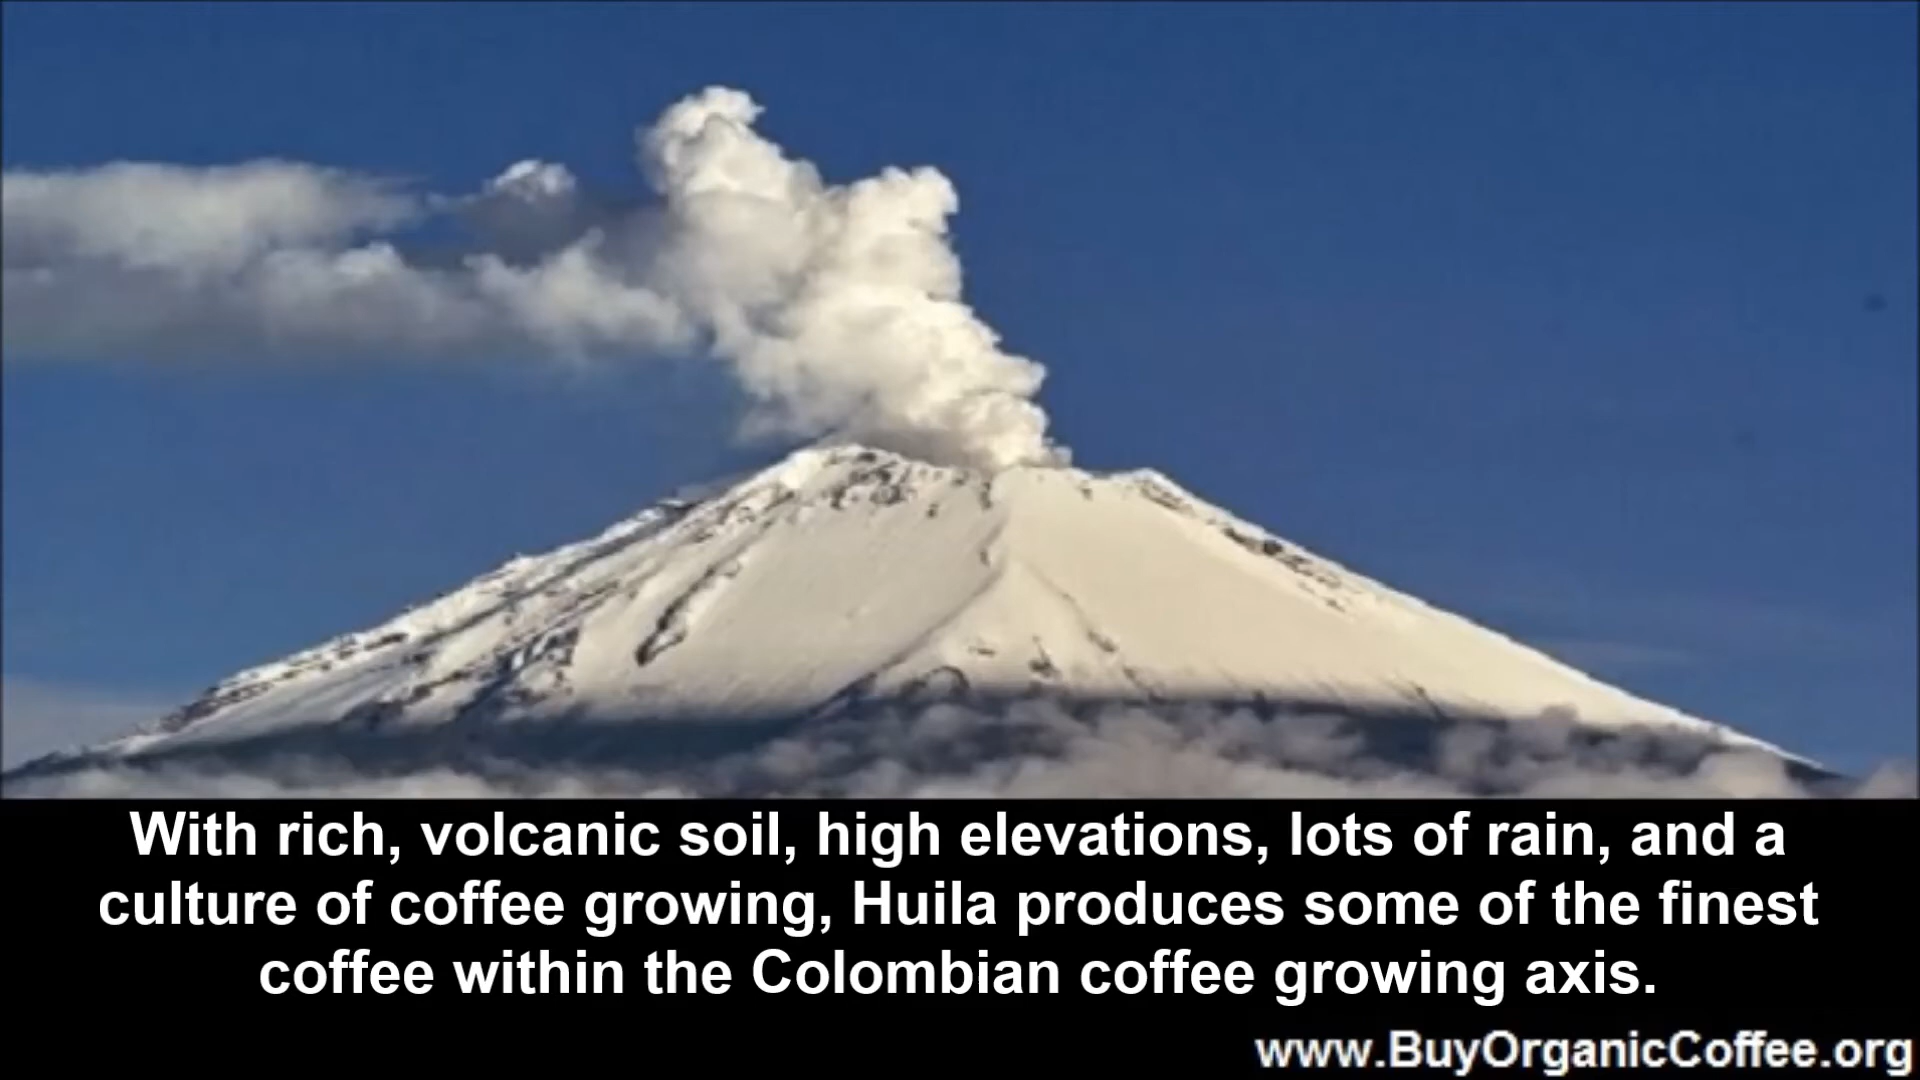 With rich, volcanic soil, high elevations, lots of rain, and a
culture of coffee growing, Huila produces some of the finest
coffee within the Colombian coffee growing axis.
www.BuyOrganicCoffee.org